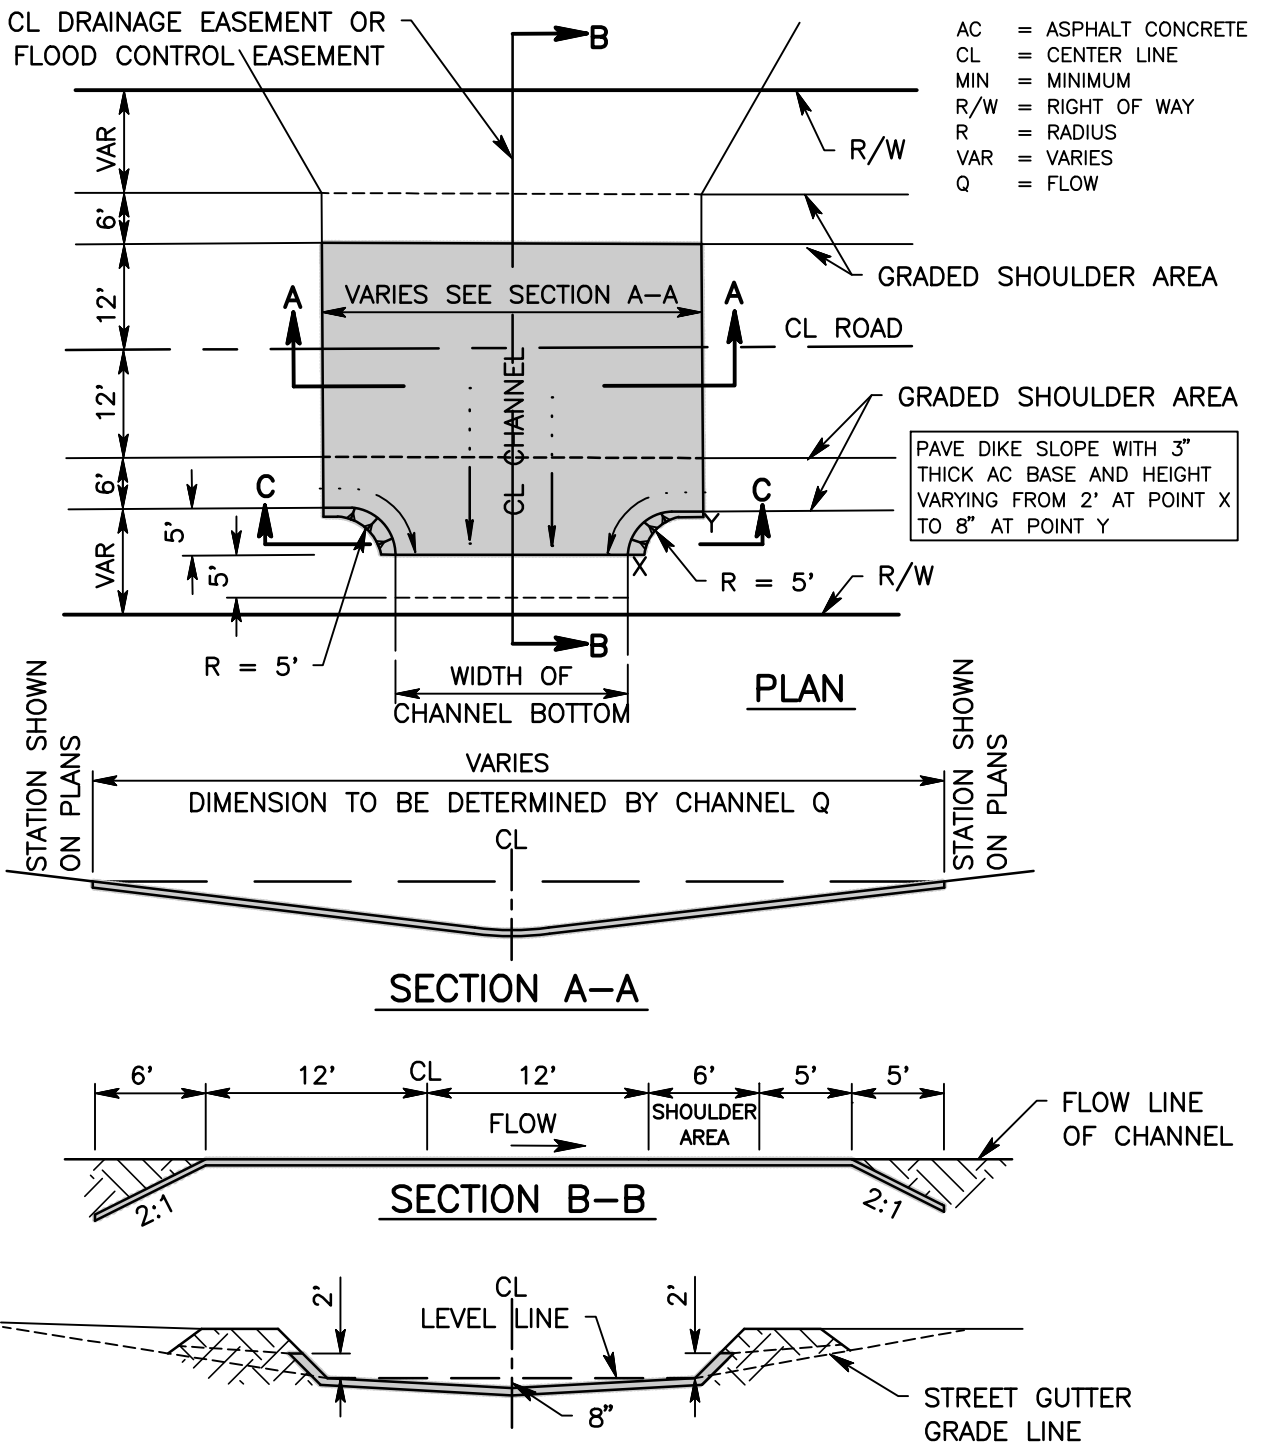 CL DRAINAGE EASEMENT OR
FLOOD CONTROL EASEMENT
B
AC = ASPHALT CONCRETE
CL = CENTER LINE
MIN = MINIMUM
R/W = RIGHT OF WAY
R = RADIUS
VAR = VARIES
Q = FLOW
VAR
R/W
6'
GRADED SHOULDER AREA
12'
A
VARIES SEE SECTION A-A
A
CL ROAD
CL CHANNEL
12'
GRADED SHOULDER AREA
PAVE DIKE SLOPE WITH 3"
THICK AC BASE AND HEIGHT
VARYING FROM 2' AT POINT X
TO 8" AT POINT Y
6'
C
C
Y
5'
VAR
5'
X
R = 5'
R/W
B
R = 5'
WIDTH OF
CHANNEL BOTTOM
PLAN
STATION SHOWN
ON PLANS
STATION SHOWN
ON PLANS
VARIES
DIMENSION TO BE DETERMINED BY CHANNEL Q
CL
SECTION A-A
6'
12'
CL
12'
6'
5'
5'
SHOULDER
AREA
FLOW
FLOW LINE
OF CHANNEL
2:1
2:1
SECTION B-B
2'
CL
2'
LEVEL LINE
8"
STREET GUTTER
GRADE LINE